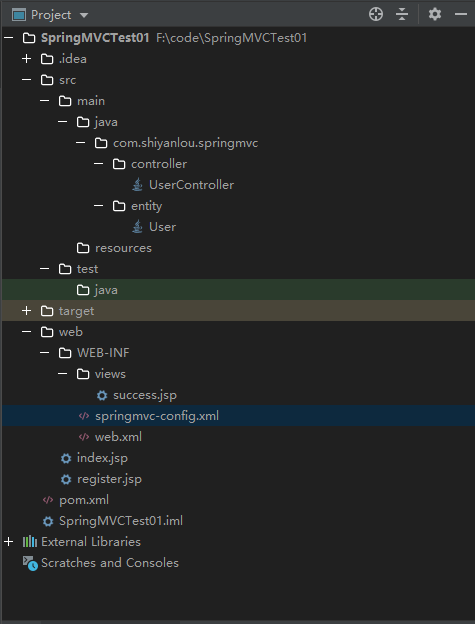 Project
SpringMVCTest01 F:\code\SpringMVCTest01
.idea
src
main
java
com.shiyanlou.springmvc
controller
UserController
entity
User
resources
test
java
target
web
WEB-INF
views
success.jsp
springmvc-config.xml
web.xml
index.jsp
register.jsp
pom.xml
SpringMVCTest01.iml
External Libraries
Scratches and Consoles